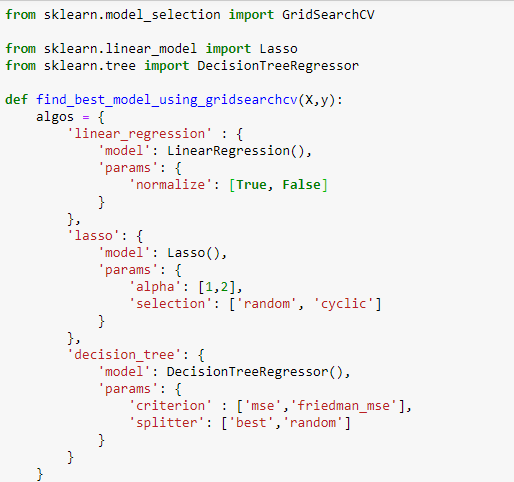 from sklearn.model_selection import GridSearchCV
from sklearn.linear_model import Lasso
from sklearn.tree import DecisionTreeRegressor
def find_best_model_using_gridsearchcv(X,y):
    algos = {
        'linear_regression' : {
            'model': LinearRegression(),
            'params': {
                'normalize': [True, False]
            }
        },
        'lasso': {
            'model': Lasso(),
            'params': {
                'alpha': [1,2],
                'selection': ['random', 'cyclic']
            }
        },
        'decision_tree': {
            'model': DecisionTreeRegressor(),
            'params': {
                'criterion' : ['mse','friedman_mse'],
                'splitter': ['best','random']
            }
        }
    }